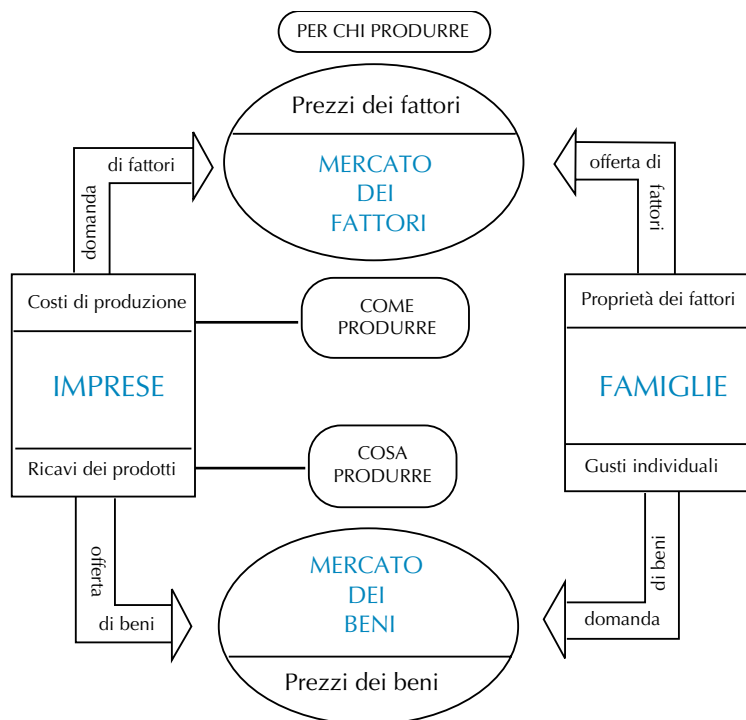 PER CHI PRODURRE
Prezzi dei fattori
MERCATO
DEI
FATTORI
domanda
di fattori
offerta di
fattori
Costi di produzione
IMPRESE
Ricavi dei prodotti
COME
PRODURRE
COSA
PRODURRE
Proprietà dei fattori
FAMIGLIE
Gusti individuali
offerta
di beni
MERCATO
DEI
BENI
Prezzi dei beni
di beni
domanda